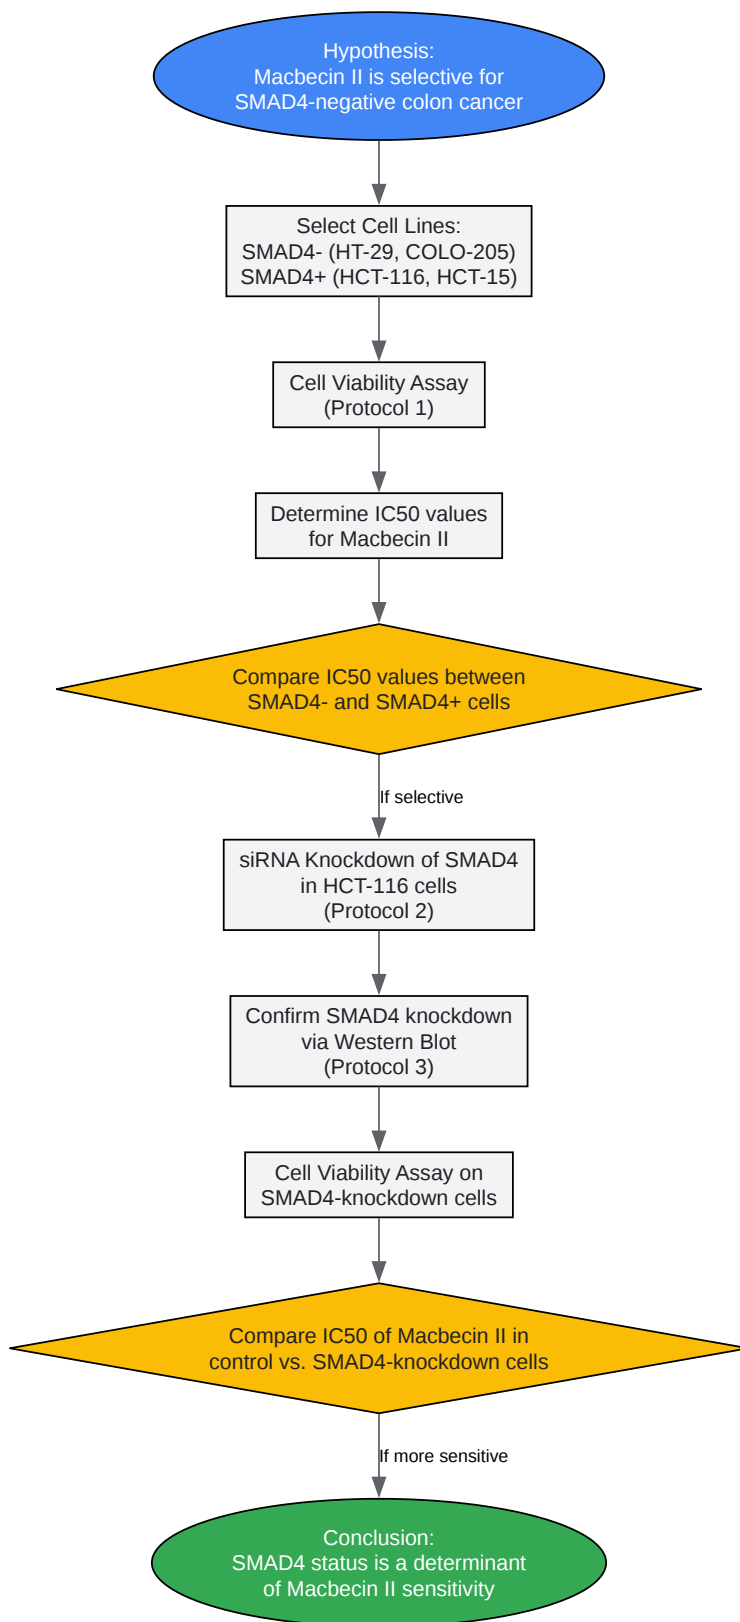 Hypothesis:
Macbecin II is selective for
SMAD4-negative colon cancer
Select Cell Lines:
SMAD4- (HT-29, COLO-205)
SMAD4+ (HCT-116, HCT-15)
Cell Viability Assay
(Protocol 1)
Determine IC50 values
for Macbecin II
Compare IC50 values between
SMAD4- and SMAD4+ cells
If selective
siRNA Knockdown of SMAD4
in HCT-116 cells
(Protocol 2)
Confirm SMAD4 knockdown
via Western Blot
(Protocol 3)
Cell Viability Assay on
SMAD4-knockdown cells
Compare IC50 of Macbecin II in
control vs. SMAD4-knockdown cells
If more sensitive
Conclusion:
SMAD4 status is a determinant
of Macbecin II sensitivity